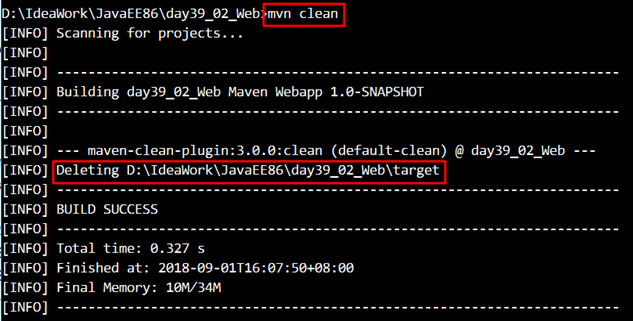 D:\IdeaWork\JavaEE86\day39_02_Web>mvn clean
[INFO] Scanning for projects...
[INFO]
[INFO] ------------------------------------------------------------------------
[INFO] Building day39_02_Web Maven Webapp 1.0-SNAPSHOT
[INFO] ------------------------------------------------------------------------
[INFO]
[INFO] --- maven-clean-plugin:3.0.0:clean (default-clean) @ day39_02_Web ---
[INFO] Deleting D:\IdeaWork\JavaEE86\day39_02_Web\target
[INFO] ------------------------------------------------------------------------
[INFO] BUILD SUCCESS
[INFO] ------------------------------------------------------------------------
[INFO] Total time: 0.327 s
[INFO] Finished at: 2018-09-01T16:07:50+08:00
[INFO] Final Memory: 10M/34M
[INFO] ------------------------------------------------------------------------